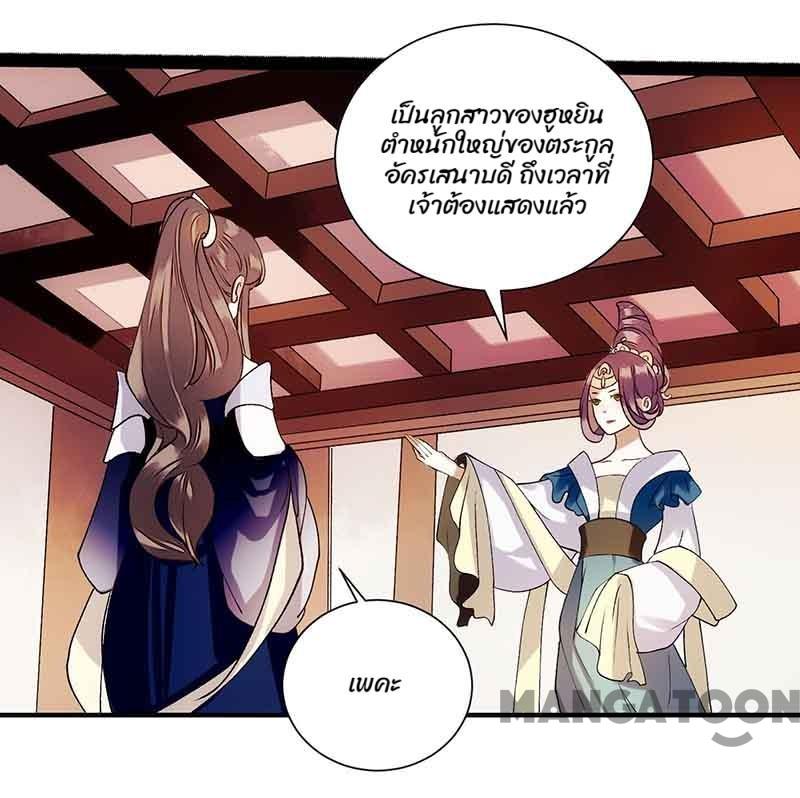 เป็นลูกสาวของฮูหยิน
ตำหนักใหญ่ของตระกูล
อัครเสนาบดี ถึงเวลาที่
เจ้าต้องแสดงแล้ว
เพคะ
MANGATOON